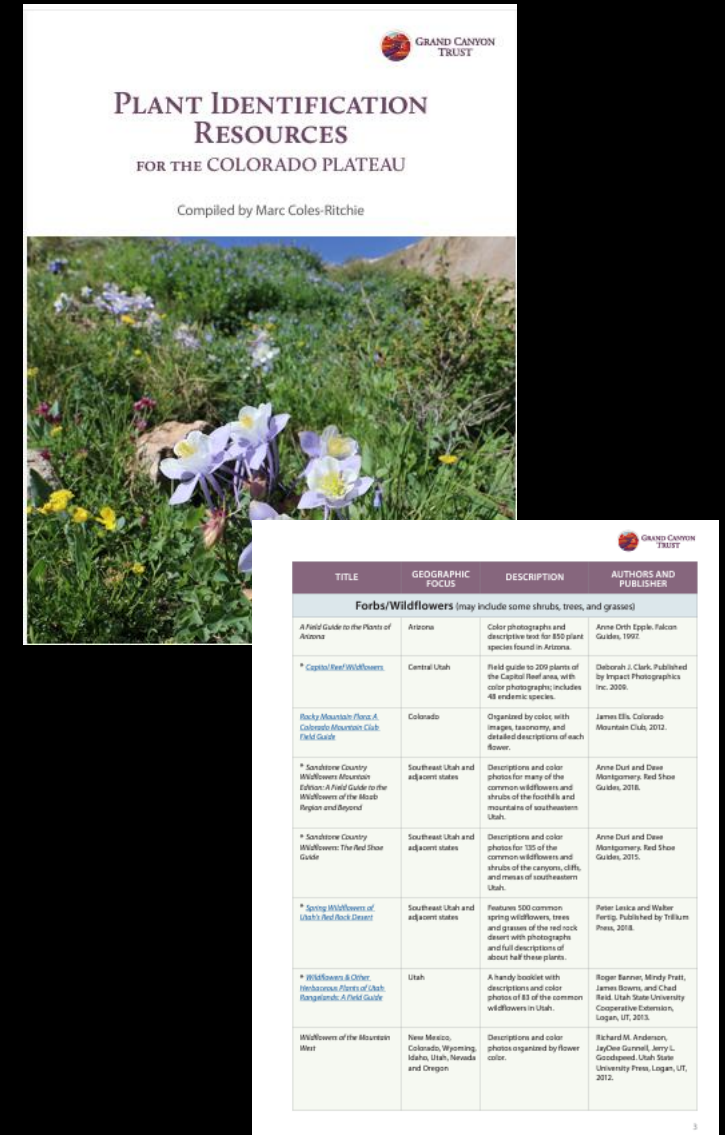 GRAND CANYON
TRUST
PLANT IDENTIFICATION
RESOURCES
FOR THE COLORADO PLATEAU
Compiled by Marc Coles-Ritchie
GRAND CANYON
TRUST
TITLE
GEOGRAPHIC
FOCUS
DESCRIPTION
AUTHORS AND
PUBLISHER
Forbs/Wildflowers (may include some shrubs, trees, and grasses)
A Field Guide to the Plants of
Arizona
Arizona
Color photographs and
descriptive text for 850 plant
species found in Arizona.
Anne Orth Epple. Falcon
Guides, 1997.
* Capitol Reef Wildflowers
Central Utah
Field guide to 209 plants of
the Capitol Reef area, with
color photographs; includes
48 endemic species.
Deborah J. Clark. Published
by Impact Photographics
Inc. 2009.
Rocky Mountain Flora: A
Colorado Mountain Club
Field Guide
Colorado
Organized by color, with
images, taxonomy, and
detailed descriptions of each
flower.
James Ells. Colorado
Mountain Club, 2012.
* Sandstone Country
Wildflowers Mountain
Edition: A Field Guide to the
Wildflowers of the Moab
Region and Beyond
Southeast Utah and
adjacent states
Descriptions and color
photos for many of the
common wildflowers and
shrubs of the foothills and
mountains of southeastern
Utah.
Anne Duri and Dave
Montgomery. Red Shoe
Guides, 2018.
* Sandstone Country
Wildflowers: The Red Shoe
Guide
Southeast Utah and
adjacent states
Descriptions and color
photos for 135 of the
common wildflowers and
shrubs of the canyons, cliffs,
and mesas of southeastern
Utah.
Anne Duri and Dave
Montgomery. Red Shoe
Guides, 2015.
* Spring Wildflowers of
Utah's Red Rock Desert
Southeast Utah and
adjacent states
Features 500 common
spring wildflowers, trees
and grasses of the red rock
desert with photographs
and full descriptions of
about half these plants.
Peter Lesica and Walter
Fertig. Published by Trillium
Press, 2018.
* Wildflowers & Other
Herbaceous Plants of Utah
Rangelands: A Field Guide
Utah
A handy booklet with
descriptions and color
photos of 83 of the common
wildflowers in Utah.
Roger Banner, Mindy Pratt,
James Bowns, and Chad
Reid. Utah State University
Cooperative Extension,
Logan, UT, 2013.
Wildflowers of the Mountain
West
New Mexico,
Colorado, Wyoming,
Idaho, Utah, Nevada
and Oregon
Descriptions and color
photos organized by flower
color.
Richard M. Anderson,
JayDee Gunnell, Jerry L.
Goodspeed. Utah State
University Press, Logan, UT,
2012.
3